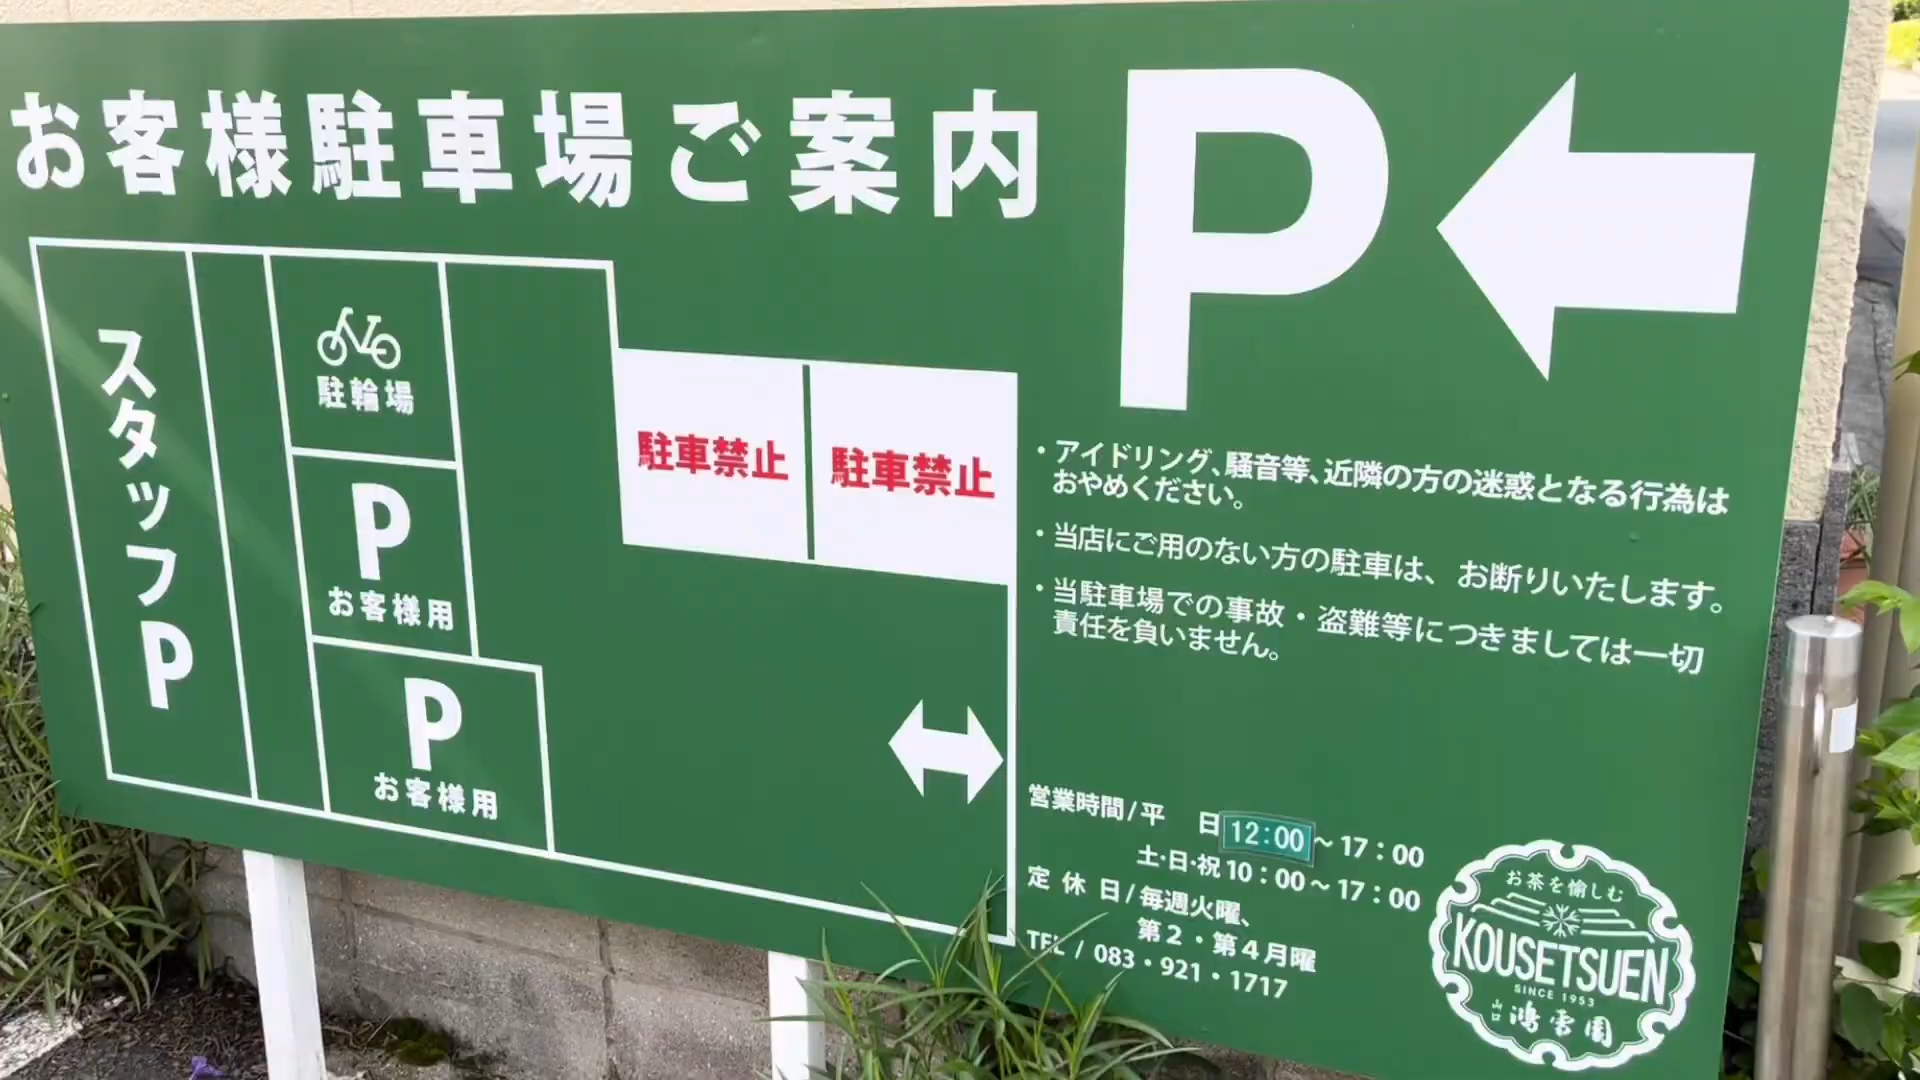 お客様駐車場ご案内
P
スタッフP
駐輪場
P
お客様用
P
お客様用
駐車禁止
駐車禁止
・アイドリング、騒音等、近隣の方の迷惑となる行為は
おやめください。
・当店にご用のない方の駐車は、お断りいたします。
・当駐車場での事故・盗難等につきましては一切
責任を負いません。
営業時間/平 日12:00~17:00
土・日・祝10:00~17:00
定休日/毎週火曜、
第2・第4月曜
TEL / 083・921・1717
お茶を愉しむ
KOUSETSUEN
SINCE 1953
山口 鴻雪園